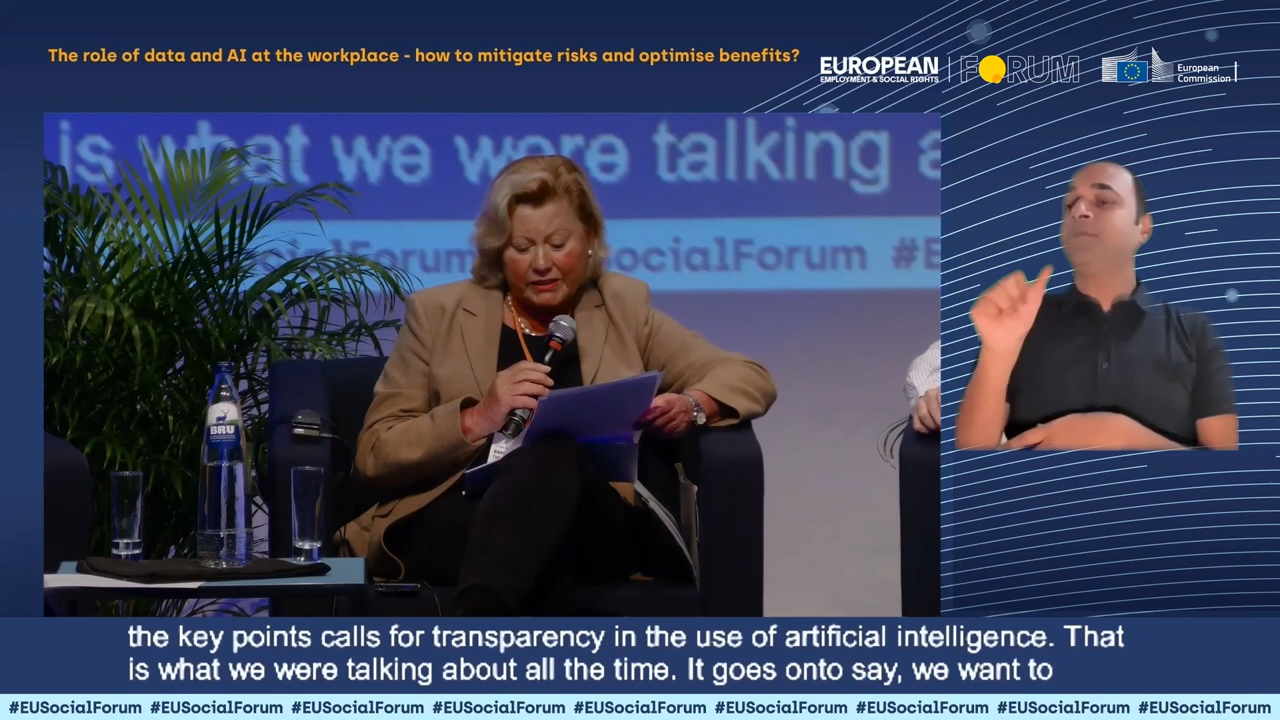 The role of data and AI at the workplace - how to mitigate risks and optimise benefits?
EUROPEAN
EMPLOYMENT & SOCIAL RIGHTS
FORUM
European
Commission
is what we were talking a
socialForum #E
BRU
the key points calls for transparency in the use of artificial intelligence. That
is what we were talking about all the time. It goes onto say, we want to
#EUSocialForum #EUSocialForum #EUSocialForum #EUSocialForum #EUSocialForum #EUSocialForum #EUSocialForum #EUSocialForum #EUSocialForum